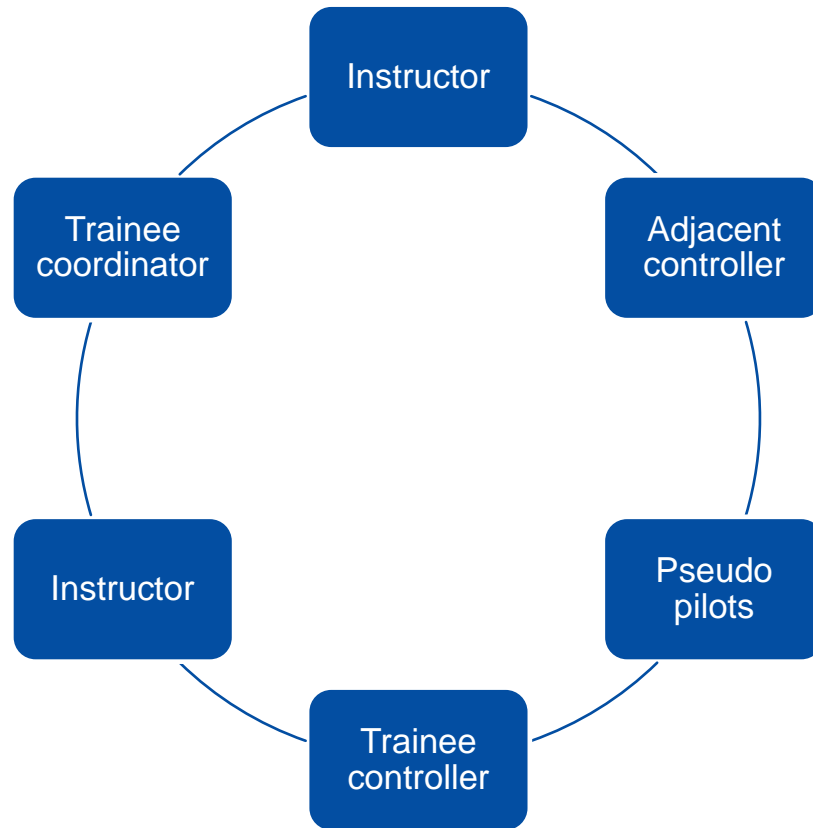 Instructor
Trainee
coordinator
Adjacent
controller
Instructor
Pseudo
pilots
Trainee
controller